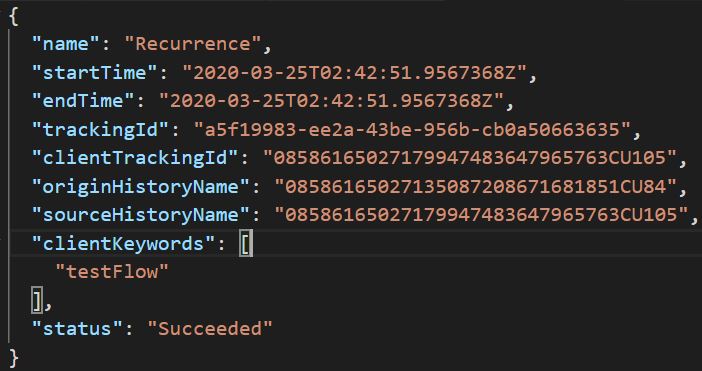 {
"name": "Recurrence",
"startTime": "2020-03-25T02:42:51.9567368Z",
"endTime": "2020-03-25T02:42:51.9567368Z",
"trackingId": "a5f19983-ee2a-43be-956b-cb0a50663635",
"clientTrackingId": "08586165027179947483647965763CU105",
"originHistoryName": "08586165027135087208671681851CU84",
"sourceHistoryName": "08586165027179947483647965763CU105",
"clientKeywords": [
"testFlow"
],
"status": "Succeeded"
}